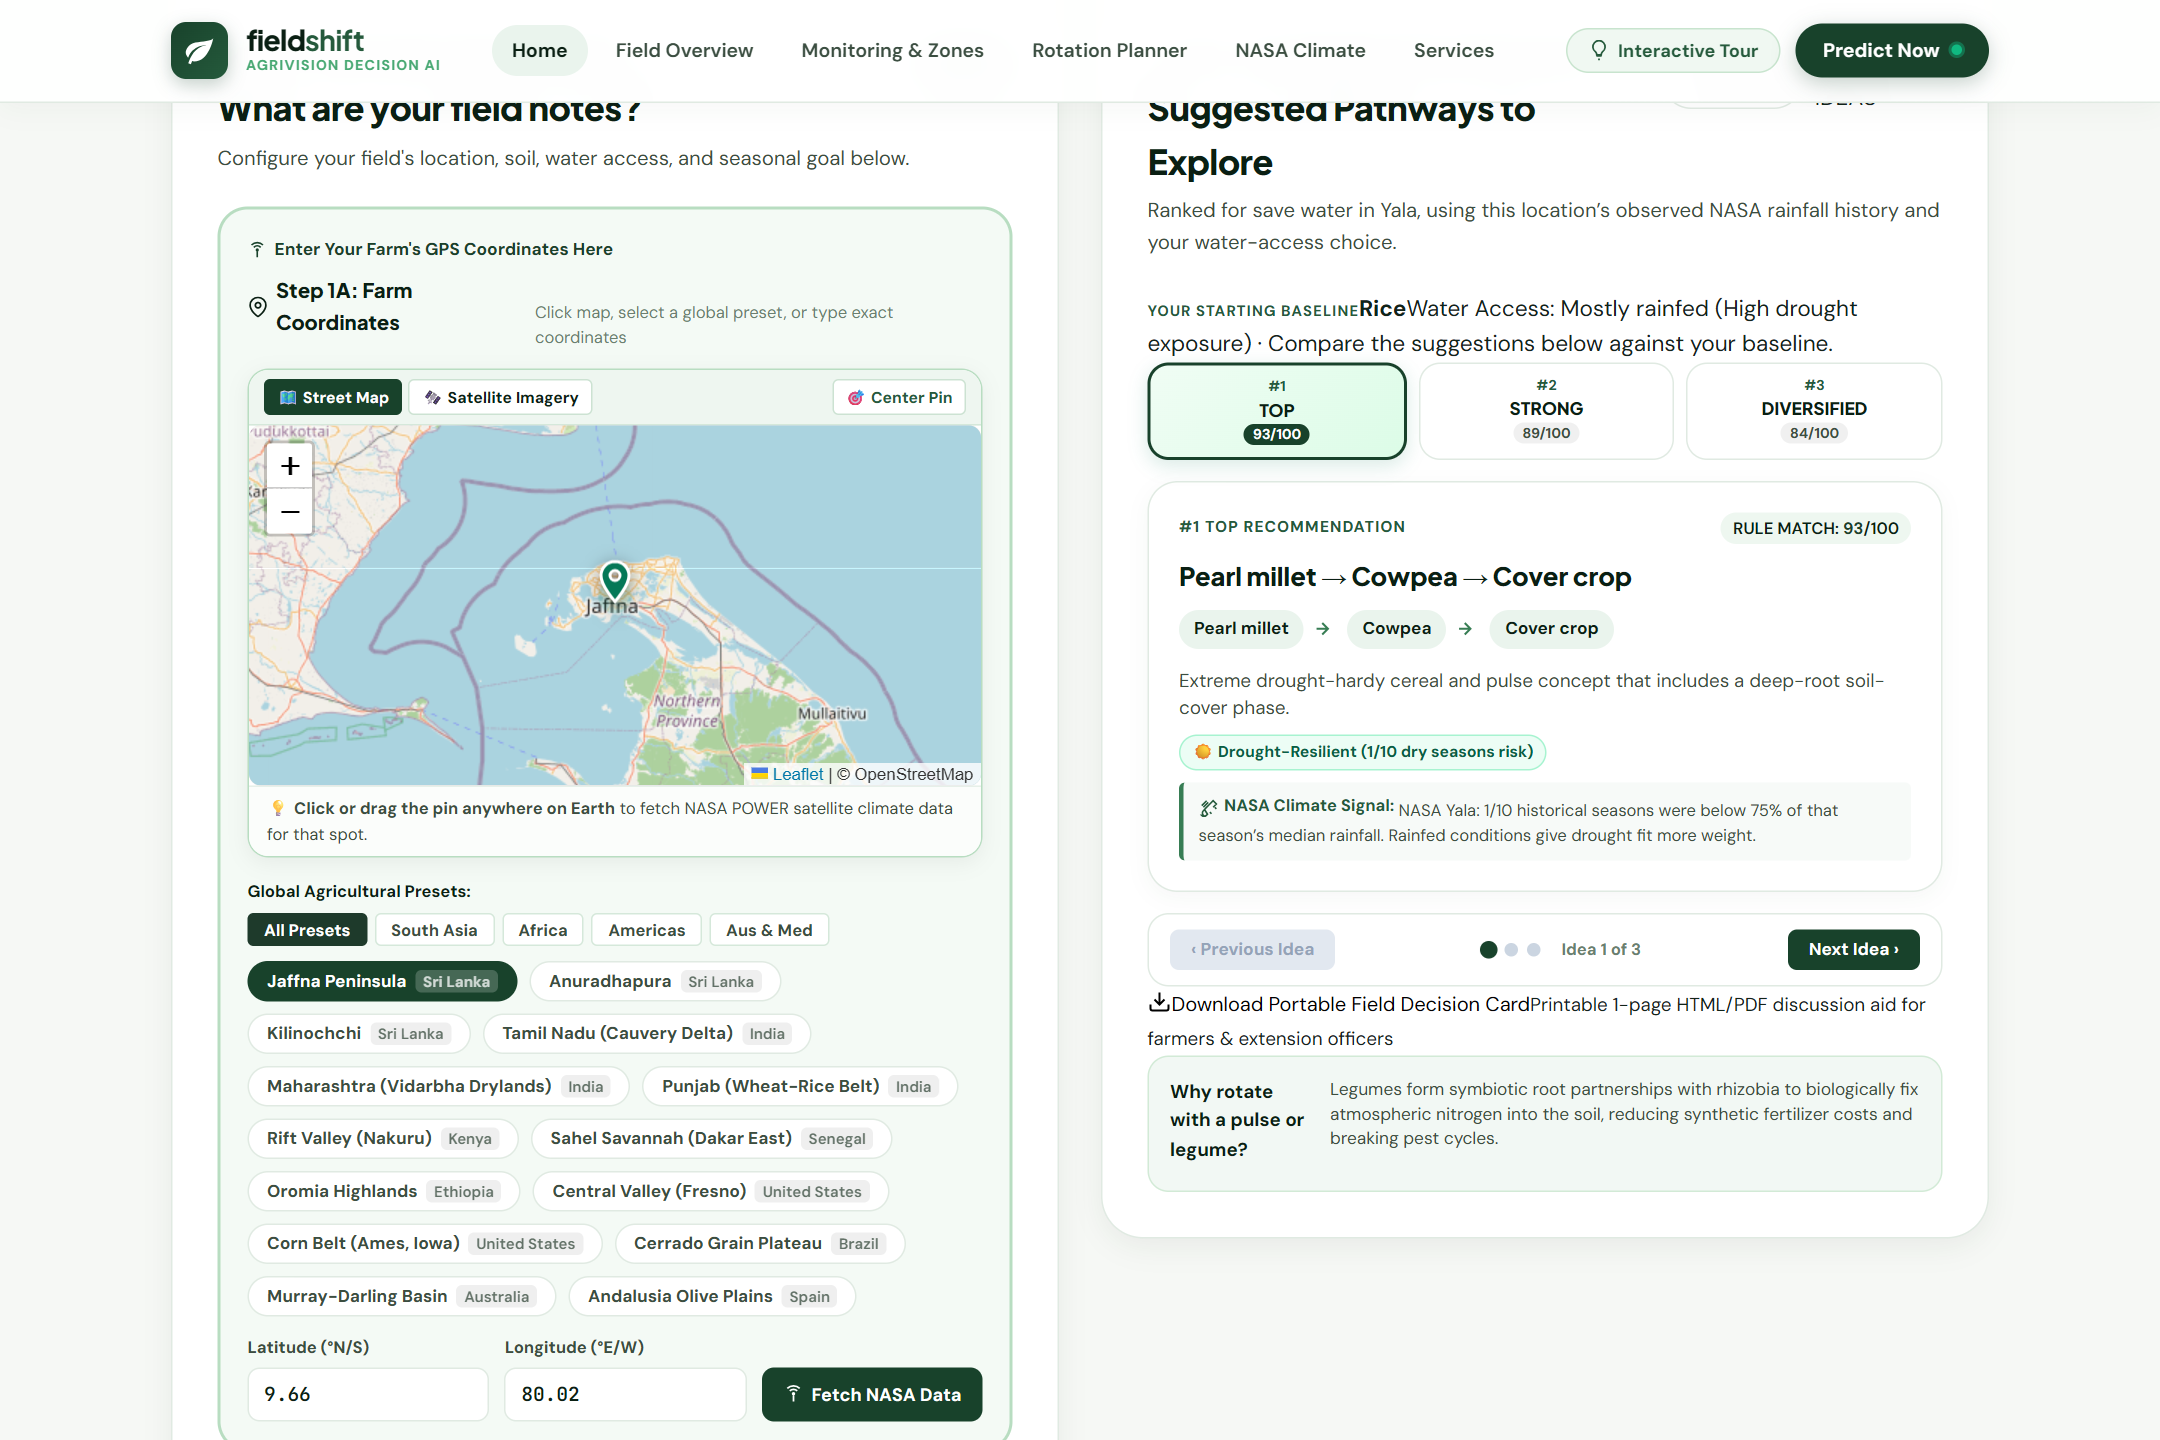 fieldshift
AGRIVISION DECISION AI
Home
Field Overview
Monitoring & Zones
Rotation Planner
NASA Climate
Services
Interactive Tour
Predict Now
What are your field notes?
Configure your field's location, soil, water access, and seasonal goal below.
Enter Your Farm's GPS Coordinates Here
Step 1A: Farm
Coordinates
Click map, select a global preset, or type exact
coordinates
Street Map
Satellite Imagery
Center Pin
+
−
Jaffna
Northern
Province
Mullaitivu
Leaflet | © OpenStreetMap
Click or drag the pin anywhere on Earth to fetch NASA POWER satellite climate data
for that spot.
Global Agricultural Presets:
All Presets
South Asia
Africa
Americas
Aus & Med
Jaffna Peninsula Sri Lanka
Anuradhapura Sri Lanka
Kilinochchi Sri Lanka
Tamil Nadu (Cauvery Delta) India
Maharashtra (Vidarbha Drylands) India
Punjab (Wheat-Rice Belt) India
Rift Valley (Nakuru) Kenya
Sahel Savannah (Dakar East) Senegal
Oromia Highlands Ethiopia
Central Valley (Fresno) United States
Corn Belt (Ames, Iowa) United States
Cerrado Grain Plateau Brazil
Murray-Darling Basin Australia
Andalusia Olive Plains Spain
Latitude (°N/S)
Longitude (°E/W)
9.66
80.02
Fetch NASA Data
Suggested Pathways to
Explore
Ranked for save water in Yala, using this location’s observed NASA rainfall history and
your water-access choice.
YOUR STARTING BASELINERiceWater Access: Mostly rainfed (High drought
exposure) · Compare the suggestions below against your baseline.
#1
TOP
93/100
#2
STRONG
89/100
#3
DIVERSIFIED
84/100
#1 TOP RECOMMENDATION
RULE MATCH: 93/100
Pearl millet → Cowpea → Cover crop
Pearl millet → Cowpea → Cover crop
Extreme drought-hardy cereal and pulse concept that includes a deep-root soil-
cover phase.
Drought-Resilient (1/10 dry seasons risk)
NASA Climate Signal: NASA Yala: 1/10 historical seasons were below 75% of that
season’s median rainfall. Rainfed conditions give drought fit more weight.
‹ Previous Idea
Idea 1 of 3
Next Idea ›
Download Portable Field Decision CardPrintable 1-page HTML/PDF discussion aid for
farmers & extension officers
Why rotate
with a pulse or
legume?
Legumes form symbiotic root partnerships with rhizobia to biologically fix
atmospheric nitrogen into the soil, reducing synthetic fertilizer costs and
breaking pest cycles.